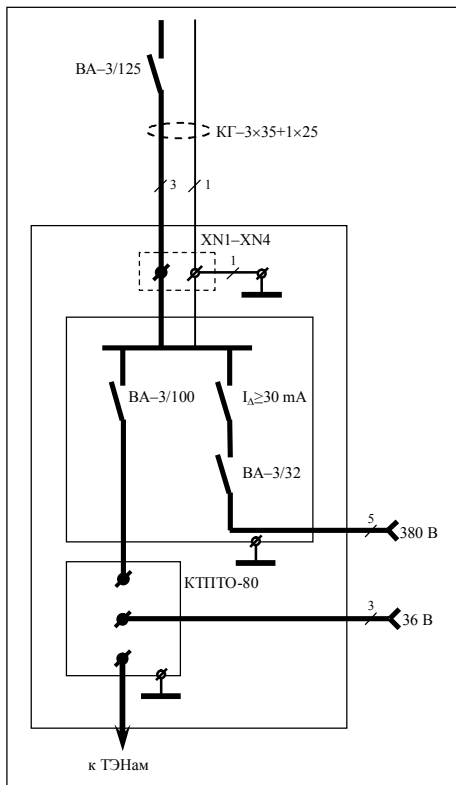 ВА–3/125
КГ–3×35+1×25
3
1
XN1–XN4
1
ВА–3/100
I∆≥30 mA
ВА–3/32
5
380 В
КТПТО-80
3
36 В
к ТЭНам